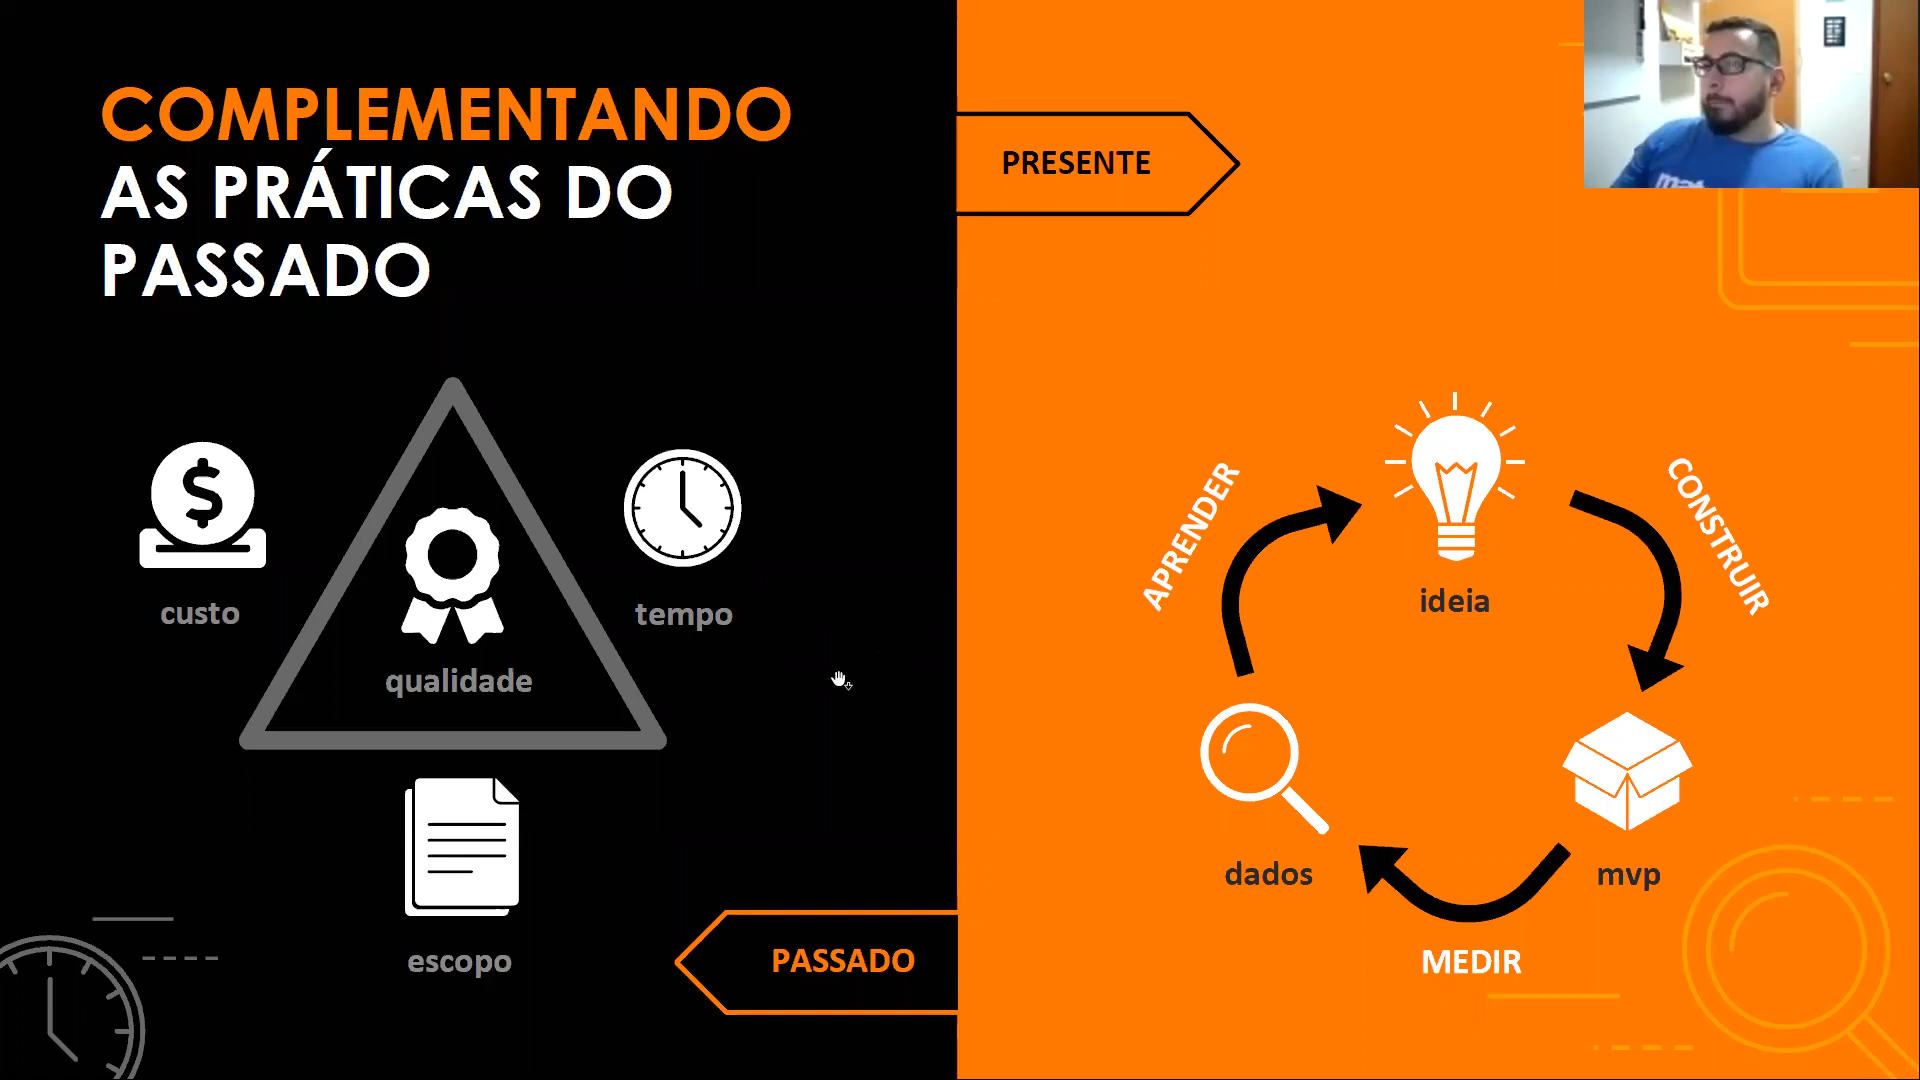 COMPLEMENTANDO
AS PRÁTICAS DO
PASSADO
custo
tempo
qualidade
escopo
PASSADO
PRESENTE
APRENDER
CONSTRUIR
ideia
dados
mvp
MEDIR